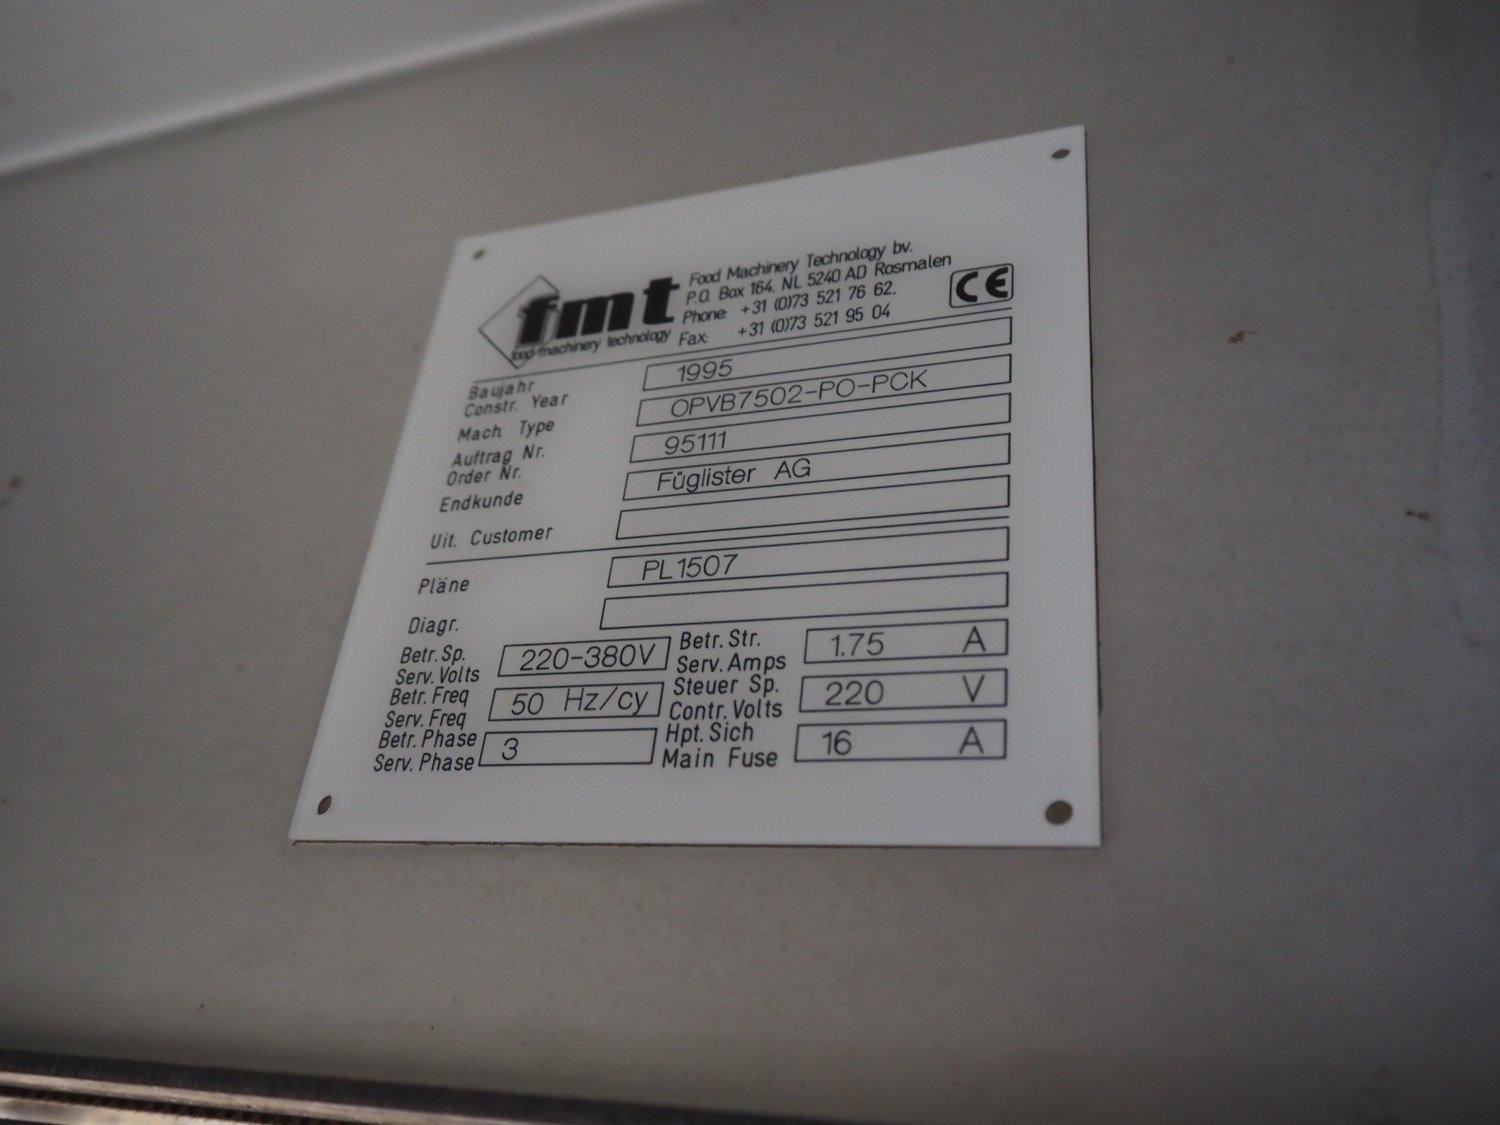 fmt
food machinery technology
Food Machinery Technology bv.
P.O. Box 164. NL 5240 AD Rosmalen
Phone: +31 (0)73 521 76 62.
Fax: +31 (0)73 521 95 04
CE
Baujahr
Constr. Year
1995
Mach. Type
OPVB7502-PO-PCK
Auftrag Nr.
Order Nr.
95111
Endkunde
Füglister AG
Uit. Customer
Pläne
PL1507
Diagr.
Betr. Sp.
Serv. Volts
220-380V
Betr. Str.
Serv. Amps
1.75 A
Betr. Freq
Serv. Freq
50 Hz/cy
Steuer Sp.
Contr. Volts
220 V
Betr. Phase
Serv. Phase
3
Hpt. Sich
Main Fuse
16 A